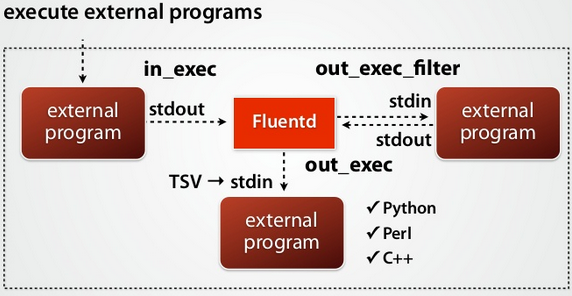 execute external programs
in_exec
out_exec_filter
external
program
stdout
Fluentd
stdin
stdout
external
program
out_exec
TSV → stdin
external
program
✓ Python
✓ Perl
✓ C++